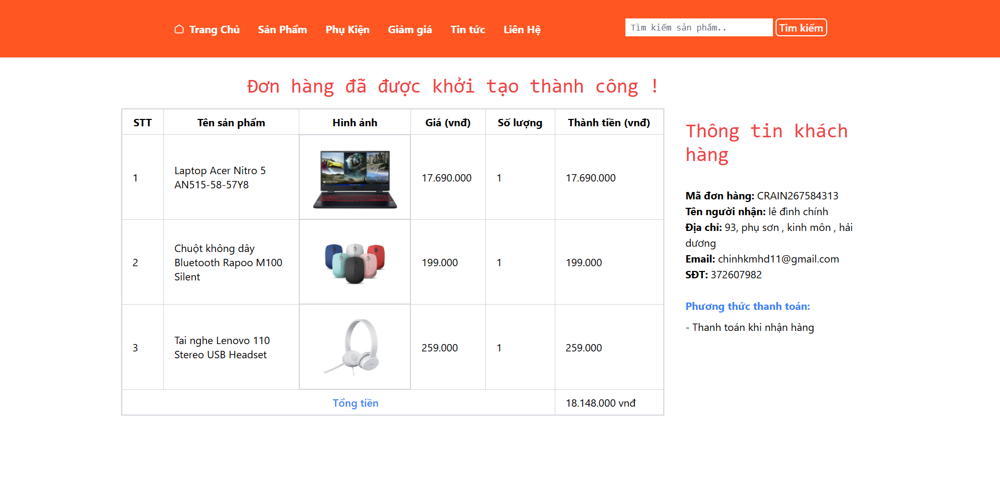 Trang Chủ Sản Phẩm Phụ Kiện Giảm giá Tin tức Liên Hệ Tìm kiếm sản phẩm.. Tìm kiếm
Đơn hàng đã được khởi tạo thành công !
STT Tên sản phẩm Hình ảnh Giá (vnđ) Số lượng Thành tiền (vnđ)
1 Laptop Acer Nitro 5
AN515-58-57Y8 17.690.000 1 17.690.000
2 Chuột không dây
Bluetooth Rapoo M100
Silent 199.000 1 199.000
3 Tai nghe Lenovo 110
Stereo USB Headset 259.000 1 259.000
Tổng tiền 18.148.000 vnđ
Thông tin khách
hàng
Mã đơn hàng: CRAIN267584313
Tên người nhận: lê đình chính
Địa chỉ: 93, phụ sơn , kinh môn , hải
dương
Email: chinhkmhd11@gmail.com
SĐT: 372607982
Phương thức thanh toán:
- Thanh toán khi nhận hàng